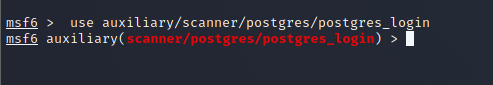 msf6 >  use auxiliary/scanner/postgres/postgres_login
msf6 auxiliary(scanner/postgres/postgres_login) >